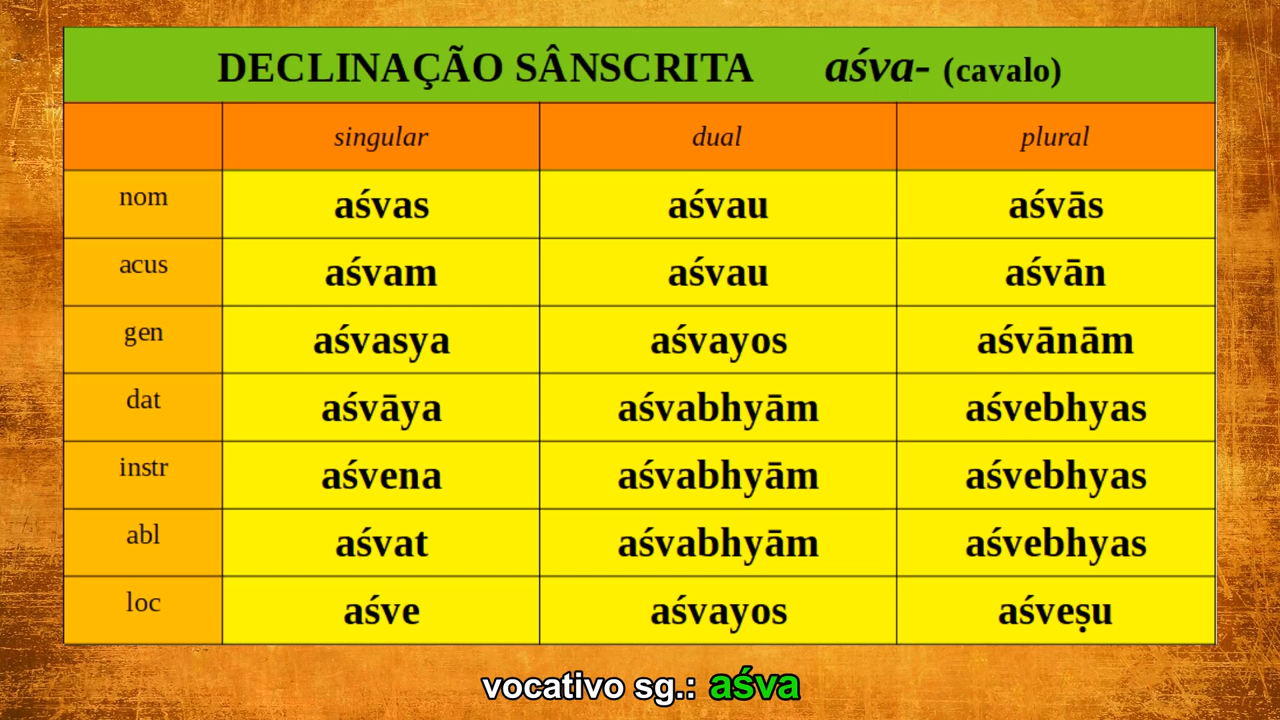 DECLINAÇÃO SÂNSCRITA aśva- (cavalo)
singular dual plural
nom aśvas aśvau aśvās
acus aśvam aśvau aśvān
gen aśvasya aśvayos aśvānām
dat aśvāya aśvabhyām aśvebhyas
instr aśvena aśvabhyām aśvebhyas
abl aśvat aśvabhyām aśvebhyas
loc aśve aśvayos aśveṣu
vocativo sg.: aśva